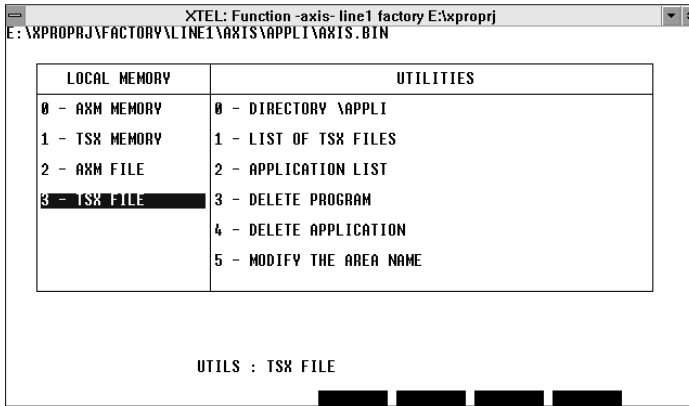 XTEL: Function -axis- line1 factory E:\xproprj
E:\XPROPRJ\FACTORY\LINE1\AXIS\APPLI\AXIS.BIN
LOCAL MEMORY UTILITIES
0 - AXM MEMORY 0 - DIRECTORY \APPLI
1 - TSX MEMORY 1 - LIST OF TSX FILES
2 - AXM FILE 2 - APPLICATION LIST
3 - TSX FILE 3 - DELETE PROGRAM
4 - DELETE APPLICATION
5 - MODIFY THE AREA NAME
UTILS : TSX FILE